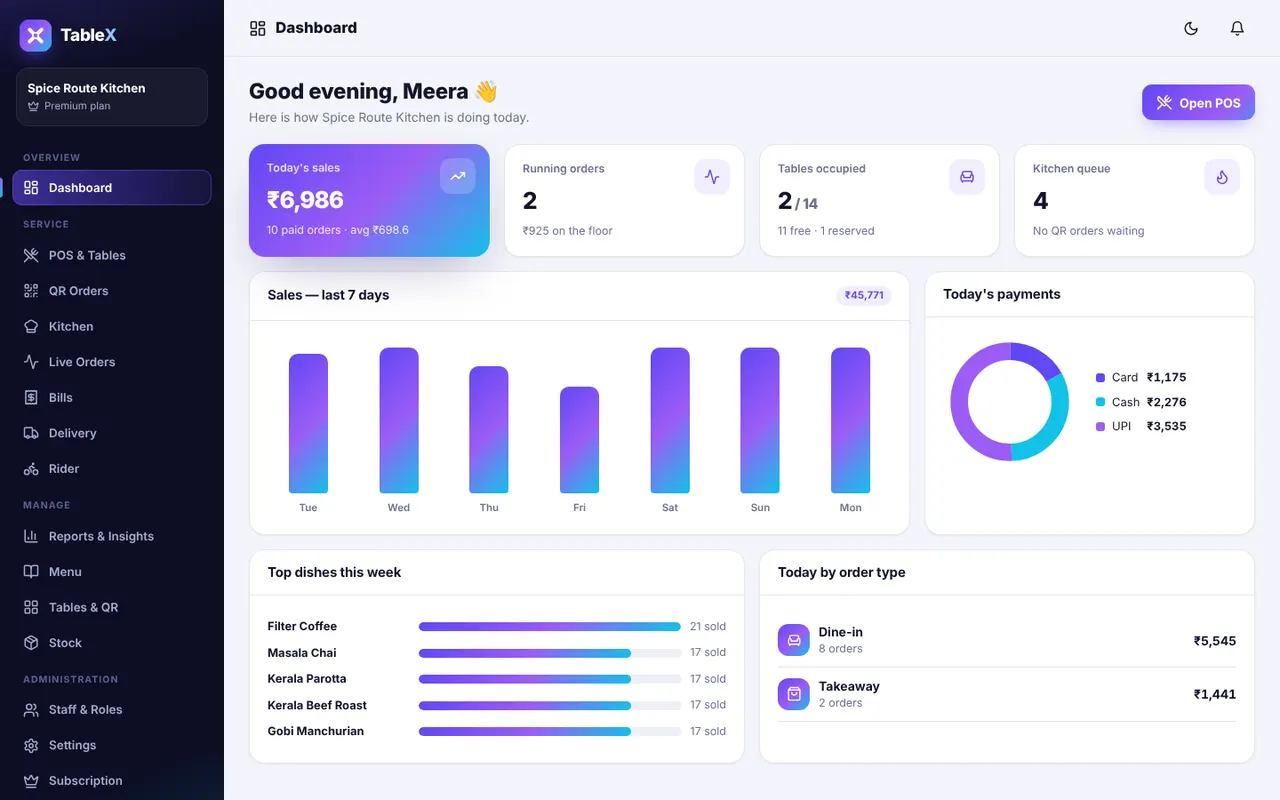 TableX
Spice Route Kitchen
Premium plan
OVERVIEW
Dashboard
SERVICE
POS & Tables
QR Orders
Kitchen
Live Orders
Bills
Delivery
Rider
MANAGE
Reports & Insights
Menu
Tables & QR
Stock
ADMINISTRATION
Staff & Roles
Settings
Subscription
Dashboard
Good evening, Meera 👋
Here is how Spice Route Kitchen is doing today.
Open POS
Today's sales
₹6,986
10 paid orders · avg ₹698.6
Running orders
2
₹925 on the floor
Tables occupied
2 / 14
11 free · 1 reserved
Kitchen queue
4
No QR orders waiting
Sales — last 7 days
₹45,771
Tue Wed Thu Fri Sat Sun Mon
Today's payments
Card ₹1,175
Cash ₹2,276
UPI ₹3,535
Top dishes this week
Filter Coffee 21 sold
Masala Chai 17 sold
Kerala Parotta 17 sold
Kerala Beef Roast 17 sold
Gobi Manchurian 17 sold
Today by order type
Dine-in
8 orders
₹5,545
Takeaway
2 orders
₹1,441